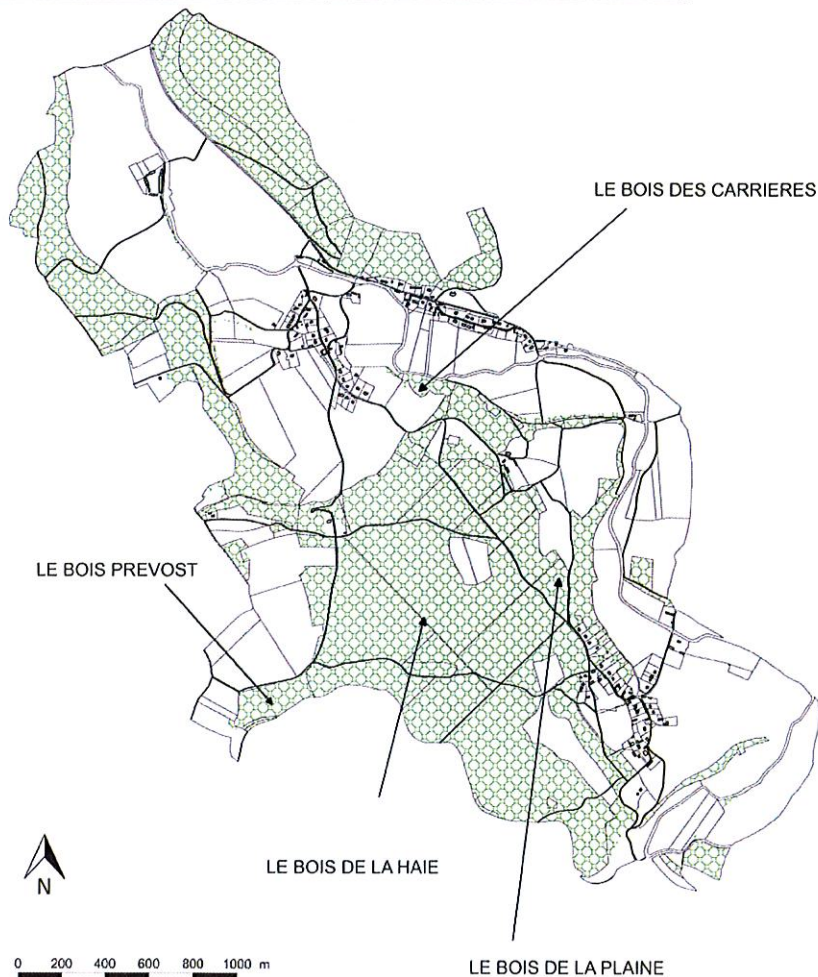 LE BOIS DES CARRIERES
LE BOIS PREVOST
LE BOIS DE LA HAIE
N
0 200 400 600 800 1000 m
LE BOIS DE LA PLAINE